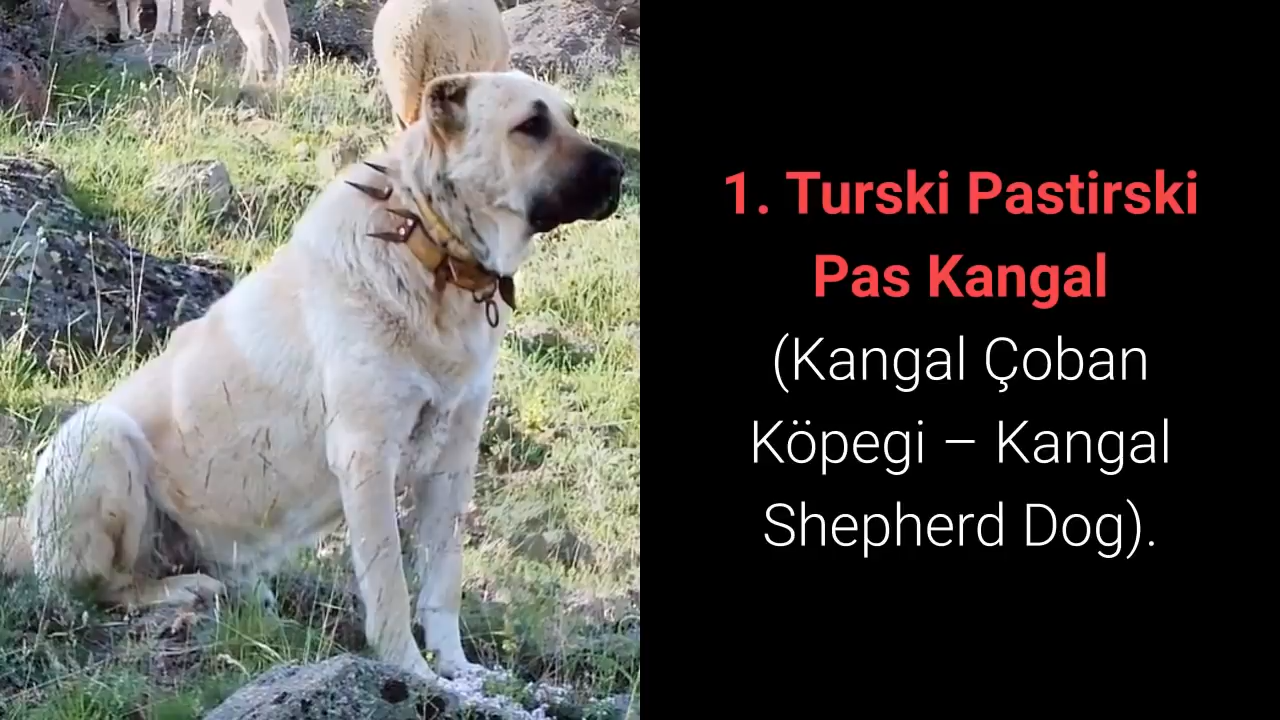 1. Turski Pastirski
Pas Kangal
(Kangal Çoban
Köpegi – Kangal
Shepherd Dog).